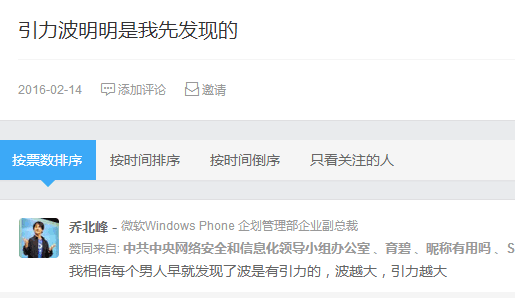 引力波明明是我先发现的
2016-02-14 添加评论 邀请
按票数排序 按时间排序 按时间倒序 只看关注的人
乔北峰 - 微软Windows Phone 企划管理部企业副总裁
赞同来自: 中共中央网络安全和信息化领导小组办公室 、育碧 、昵称有用吗 、S
我相信每个男人早就发现了波是有引力的，波越大，引力越大